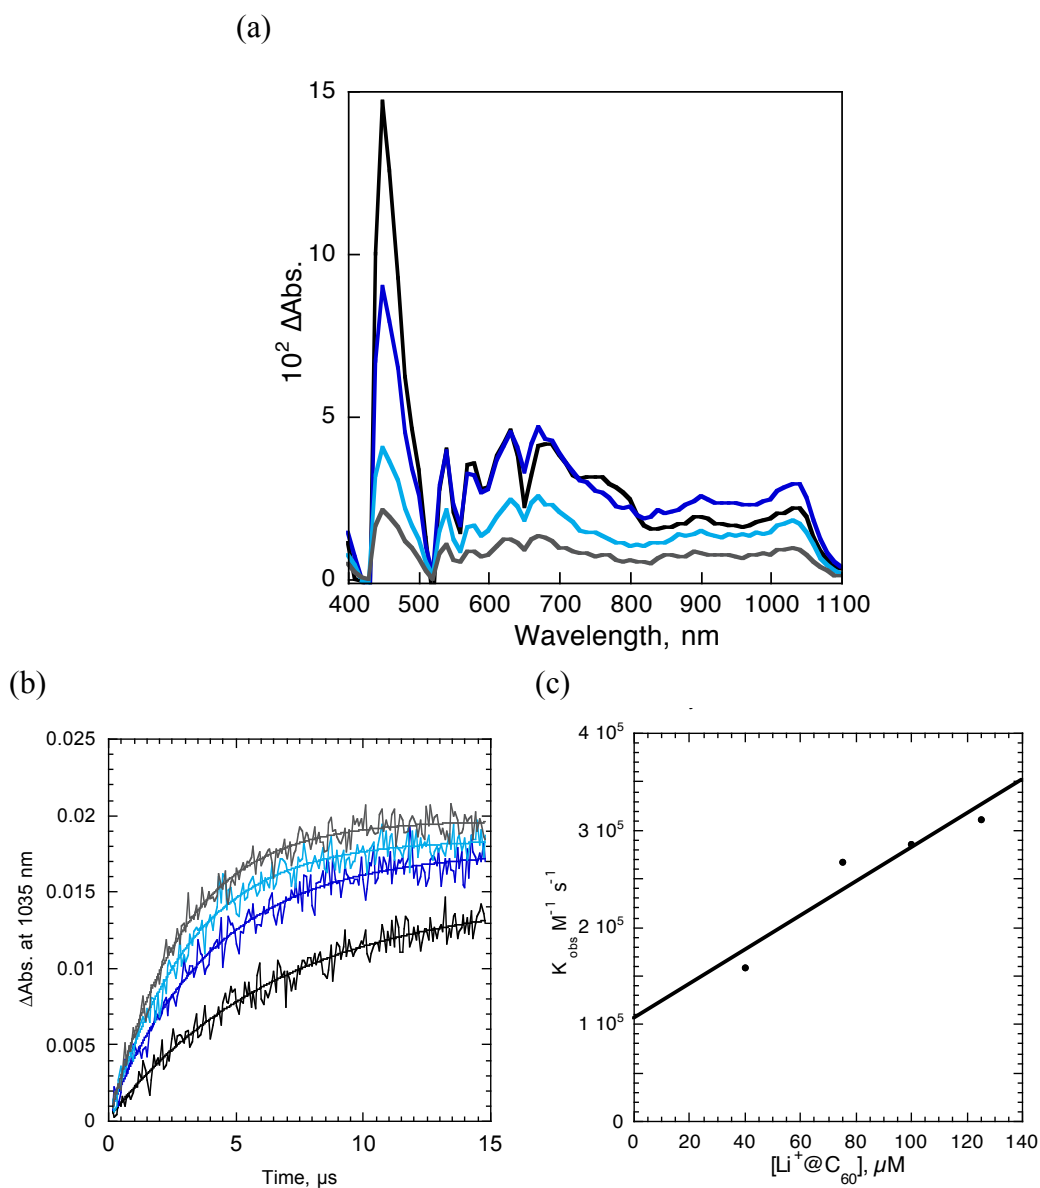 (a)
15
10
5
0
10² ΔAbs.
400 500 600 700 800 900 1000 1100
Wavelength, nm
(b)
(c)
0.025
0.02
0.015
0.01
0.005
0
ΔAbs. at 1035 nm
0 5 10 15
Time, μs
4 10⁵
3 10⁵
2 10⁵
1 10⁵
0
K obs M⁻¹ s⁻¹
0 20 40 60 80 100 120 140
[Li⁺@C₆₀], μM